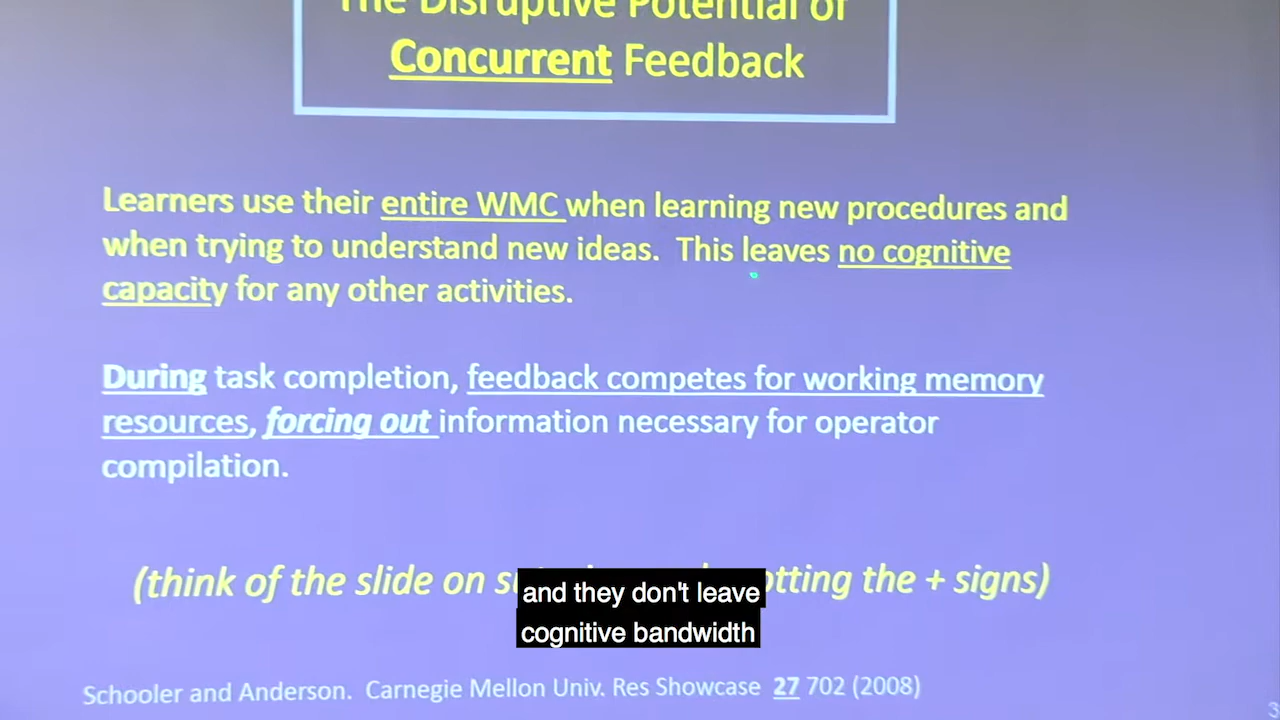 The Disruptive Potential of
Concurrent Feedback
Learners use their entire WMC when learning new procedures and
when trying to understand new ideas.  This leaves no cognitive
capacity for any other activities.
During task completion, feedback competes for working memory
resources, forcing out information necessary for operator
compilation.
(think of the slide on otting the + signs)
and they don't leave
cognitive bandwidth
Schooler and Anderson.  Carnegie Mellon Univ. Res Showcase  27 702 (2008)